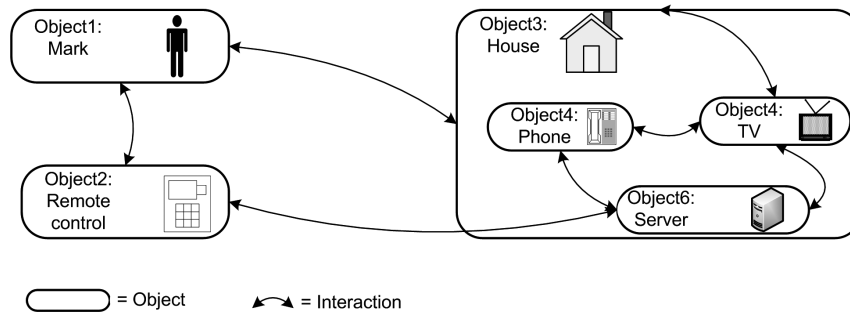 Object1:
Mark
Object3:
House
Object4:
Phone
Object4:
TV
Object2:
Remote
control
Object6:
Server
= Object
= Interaction